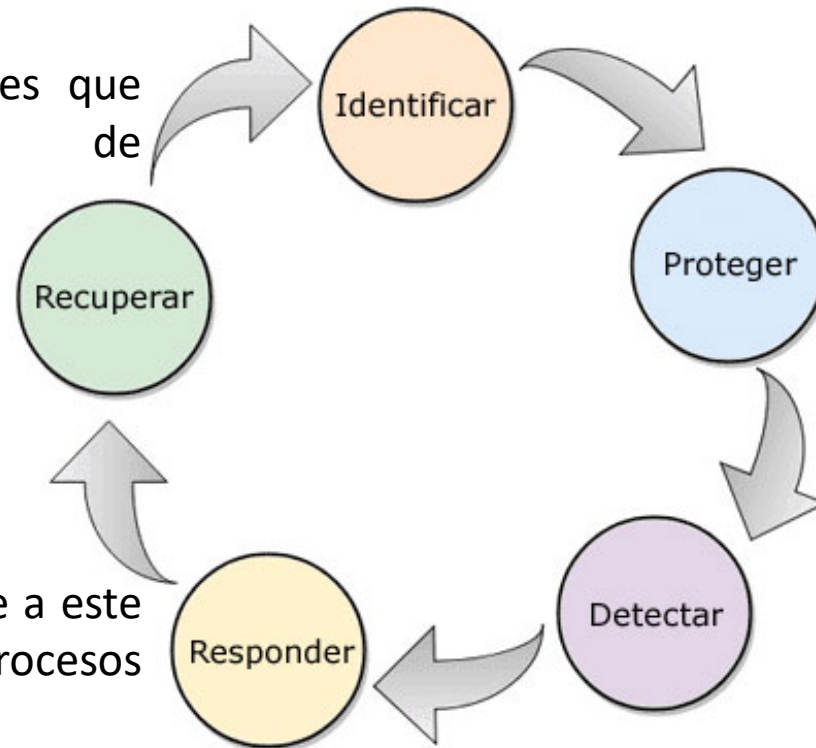 es que
de
Identificar
Proteger
Recuperar
Detectar
Responder
e a este
rocesos